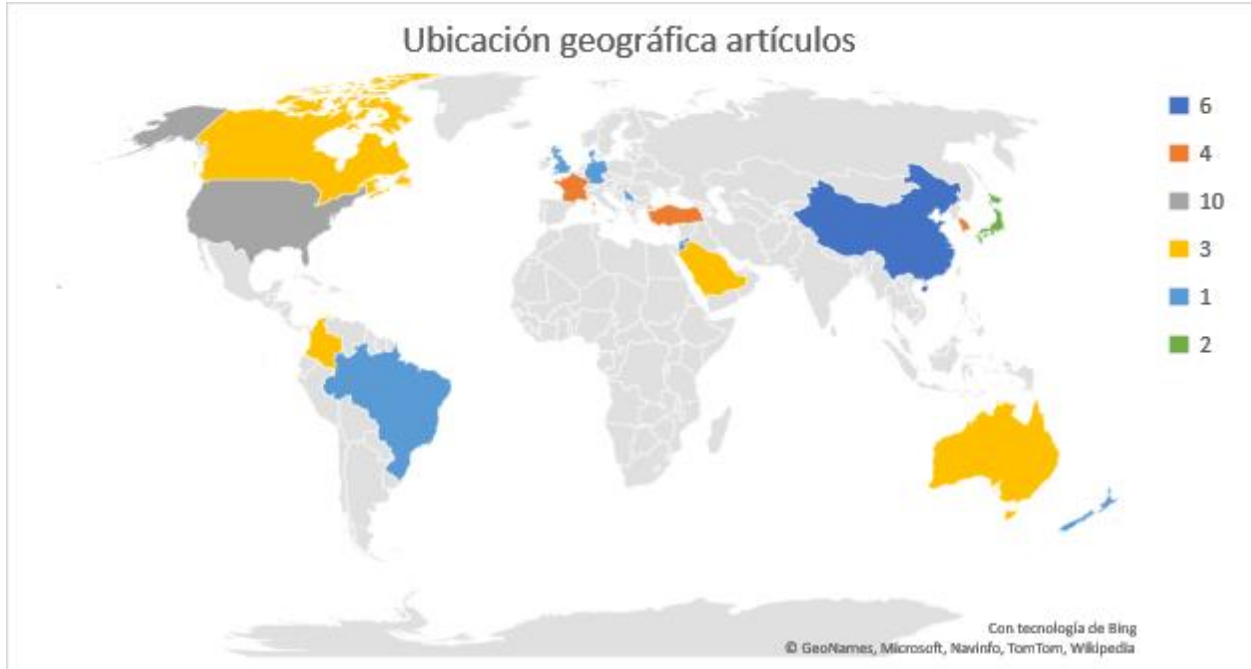 Ubicación geográfica artículos
6
4
10
3
1
2
Con tecnología de Bing
© GeoNames, Microsoft, Navinfo, TomTom, Wikipedia